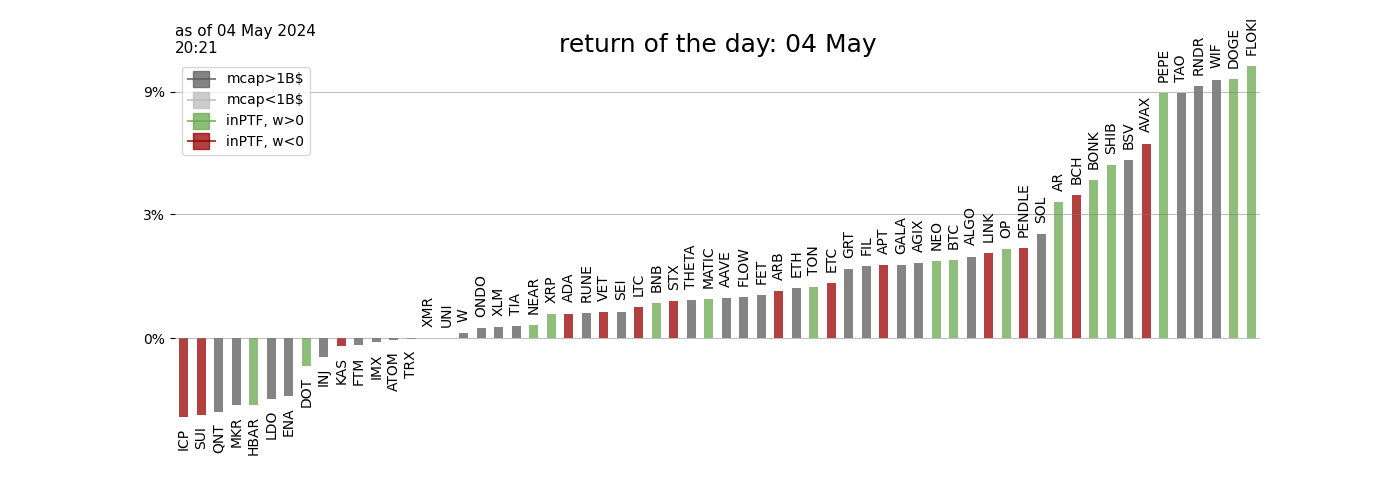 as of 04 May 2024
20:21
return of the day: 04 May
mcap>1B$
mcap<1B$
inPTF, w>0
inPTF, w<0
9%
3%
0%
ICP
SUI
QNT
MKR
HBAR
LDO
ENA
DOT
INJ
KAS
FTM
IMX
ATOM
TRX
XMR
UNI
W
ONDO
XLM
TIA
NEAR
XRP
ADA
RUNE
VET
SEI
LTC
BNB
STX
THETA
MATIC
AAVE
FLOW
FET
ARB
ETH
TON
ETC
GRT
FIL
APT
GALA
AGIX
NEO
BTC
ALGO
LINK
OP
PENDLE
SOL
AR
BCH
BONK
SHIB
BSV
AVAX
PEPE
TAO
RNDR
WIF
DOGE
FLOKI